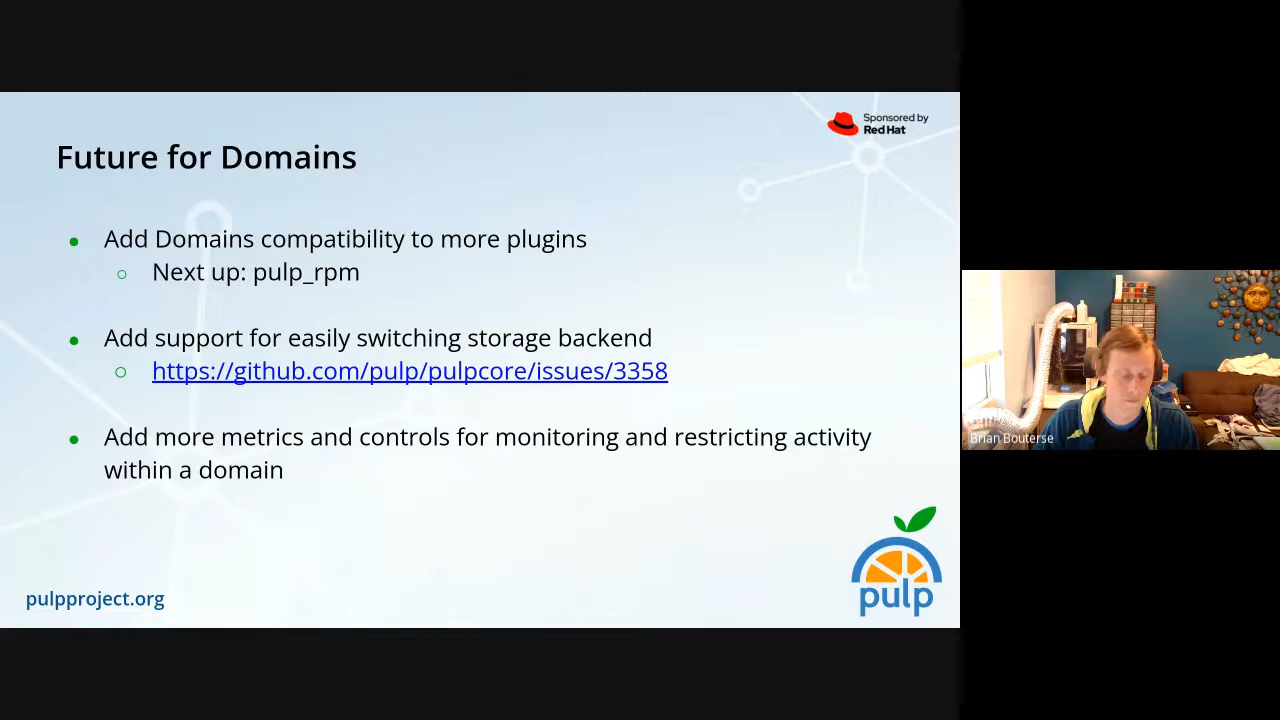 Sponsored by
Red Hat
Future for Domains
Add Domains compatibility to more plugins
Next up: pulp_rpm
Add support for easily switching storage backend
https://github.com/pulp/pulpcore/issues/3358
Add more metrics and controls for monitoring and restricting activity
within a domain
pulpproject.org
pulp
Brian Bouterse